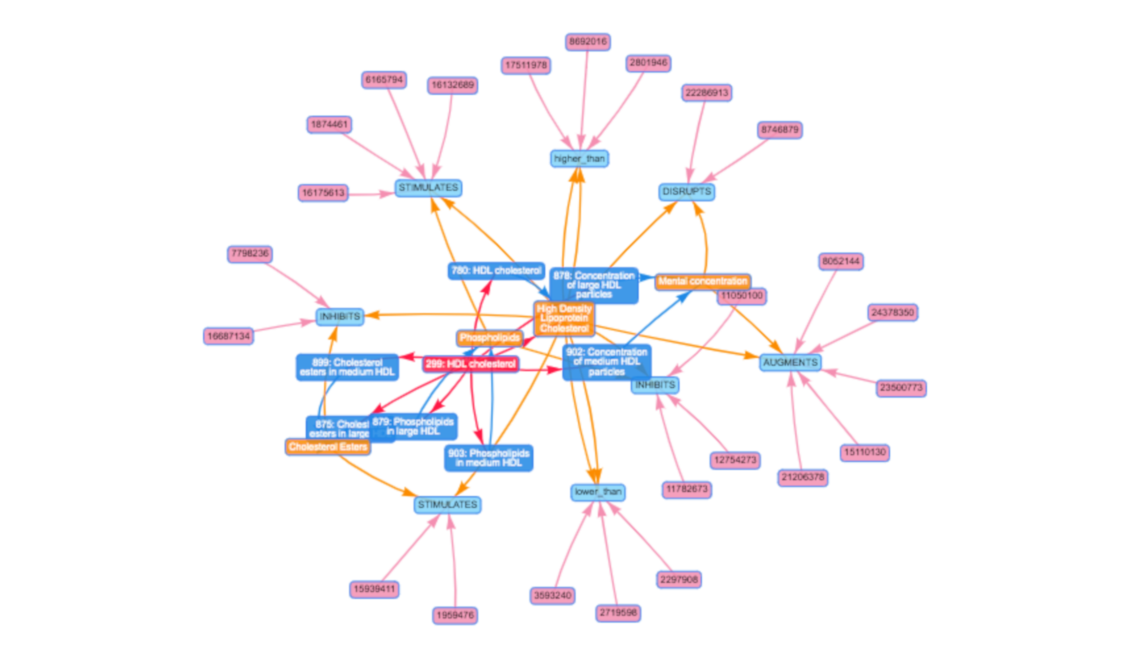 8692016
17511978
2801946
6165794
16132689
22286913
1874461
8746879
higher_than
STIMULATES
DISRUPTS
16175613
7798236
8052144
780: HDL cholesterol
878: Concentration
of large HDL
particles
Mental concentration
11050100
High Density
Lipoprotein
Cholesterol
INHIBITS
24378350
16687134
Phospholipids
902: Concentration
of medium HDL
particles
899: Cholesterol
esters in medium HDL
299: HDL cholesterol
AUGMENTS
INHIBITS
23500773
875: Choles
esters in large
879: Phospholipids
in large HDL
Cholesterol Esters
903: Phospholipids
in medium HDL
15110130
12754273
21206378
11782673
lower_than
STIMULATES
15939411
2297908
3593240
2719598
1959476